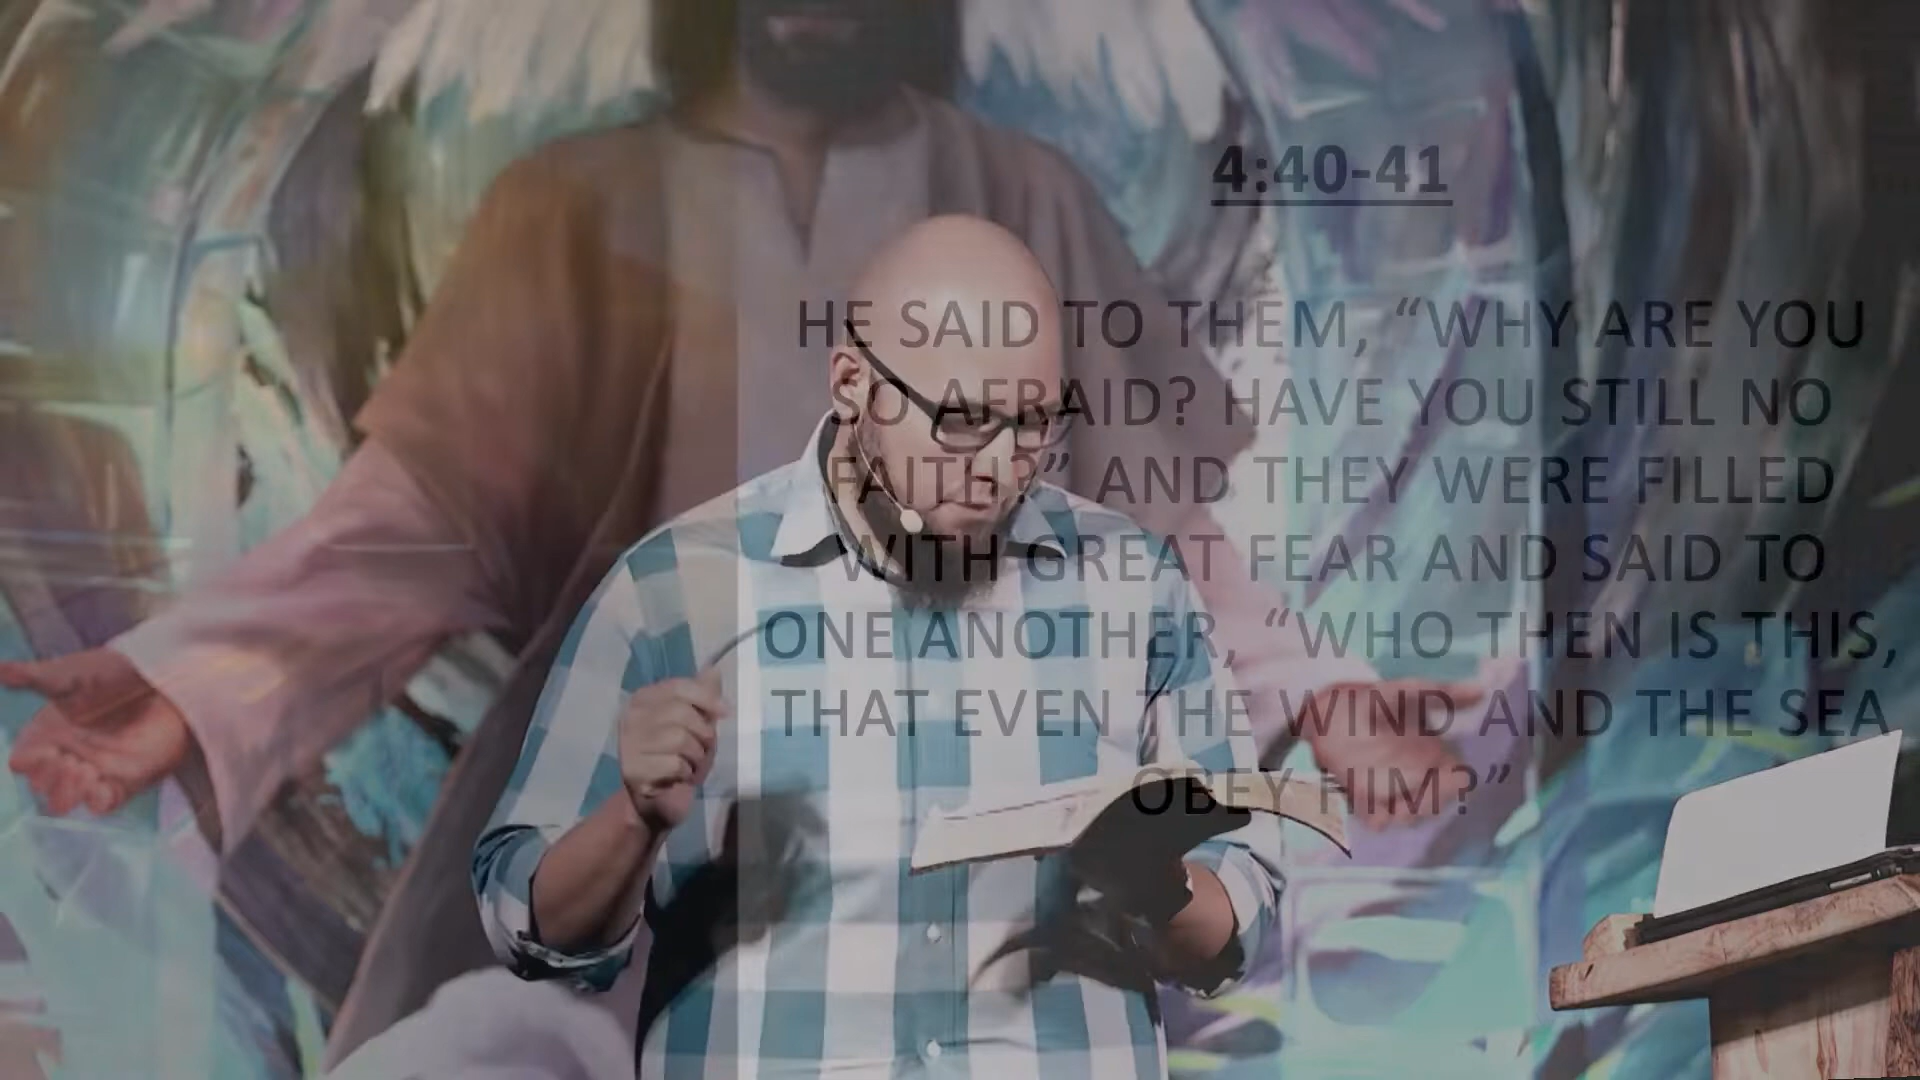 4:40-41
HE SAID TO THEM, “WHY ARE YOU
SO AFRAID? HAVE YOU STILL NO
FAITH?” AND THEY WERE FILLED
WITH GREAT FEAR AND SAID TO
ONE ANOTHER, “WHO THEN IS THIS,
THAT EVEN THE WIND AND THE SEA
OBEY HIM?”